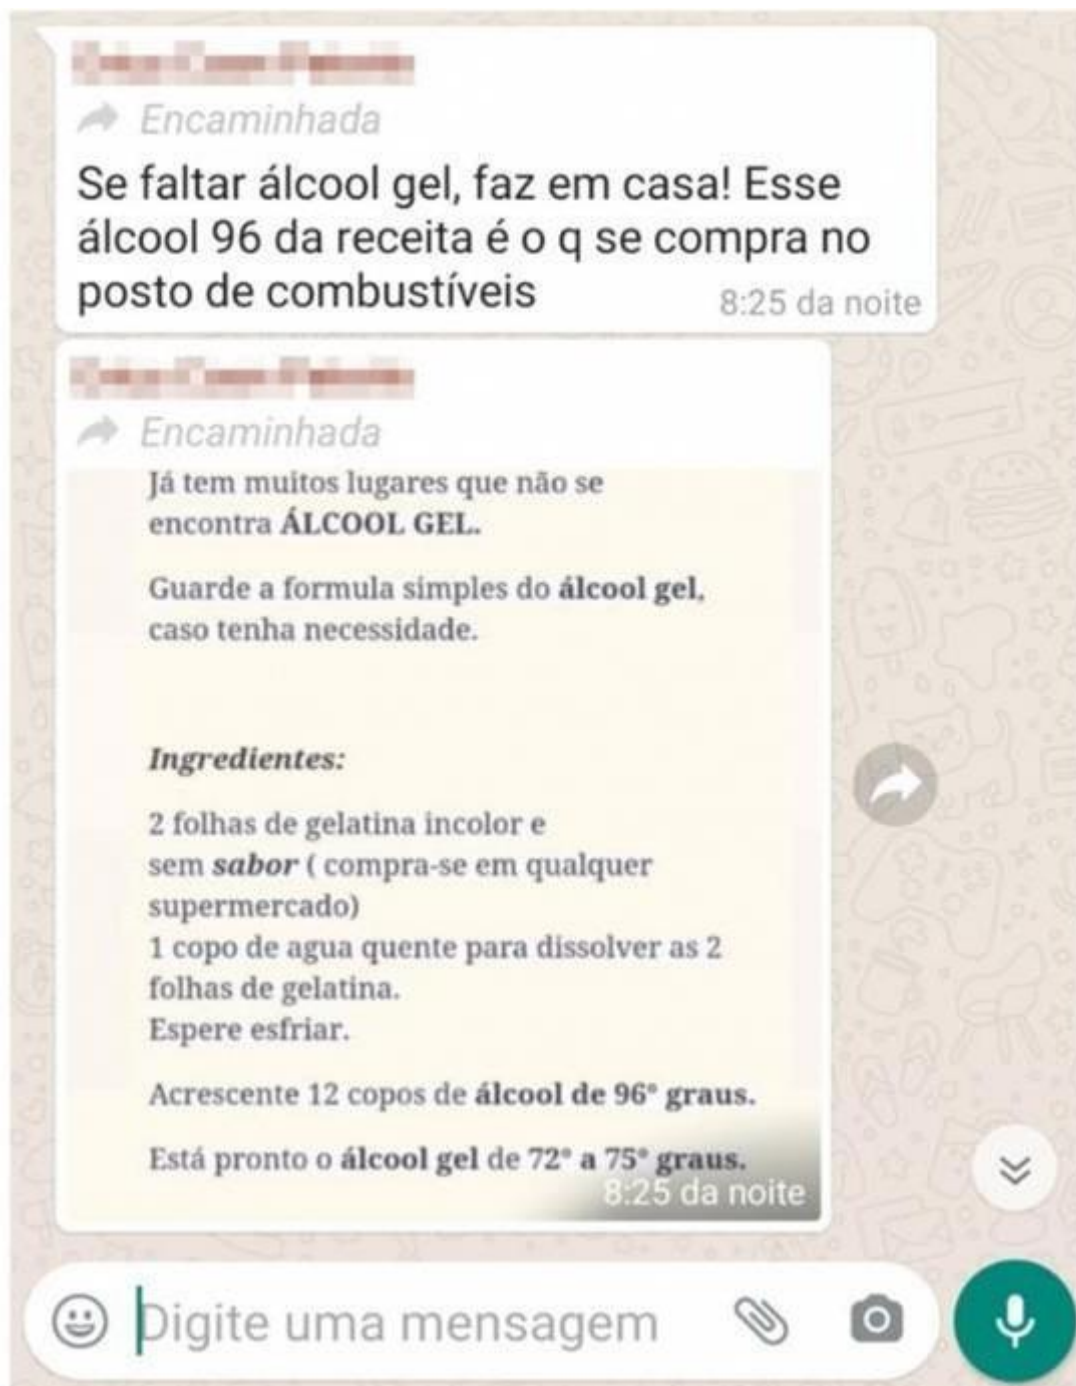 Encaminhada
Se faltar álcool gel, faz em casa! Esse
álcool 96 da receita é o q se compra no
posto de combustíveis
8:25 da noite
Encaminhada
Já tem muitos lugares que não se
encontra ÁLCOOL GEL.
Guarde a formula simples do álcool gel,
caso tenha necessidade.
Ingredientes:
2 folhas de gelatina incolor e
sem sabor ( compra-se em qualquer
supermercado)
1 copo de agua quente para dissolver as 2
folhas de gelatina.
Espere esfriar.
Acrescente 12 copos de álcool de 96° graus.
Está pronto o álcool gel de 72° a 75° graus.
8:25 da noite
Digite uma mensagem